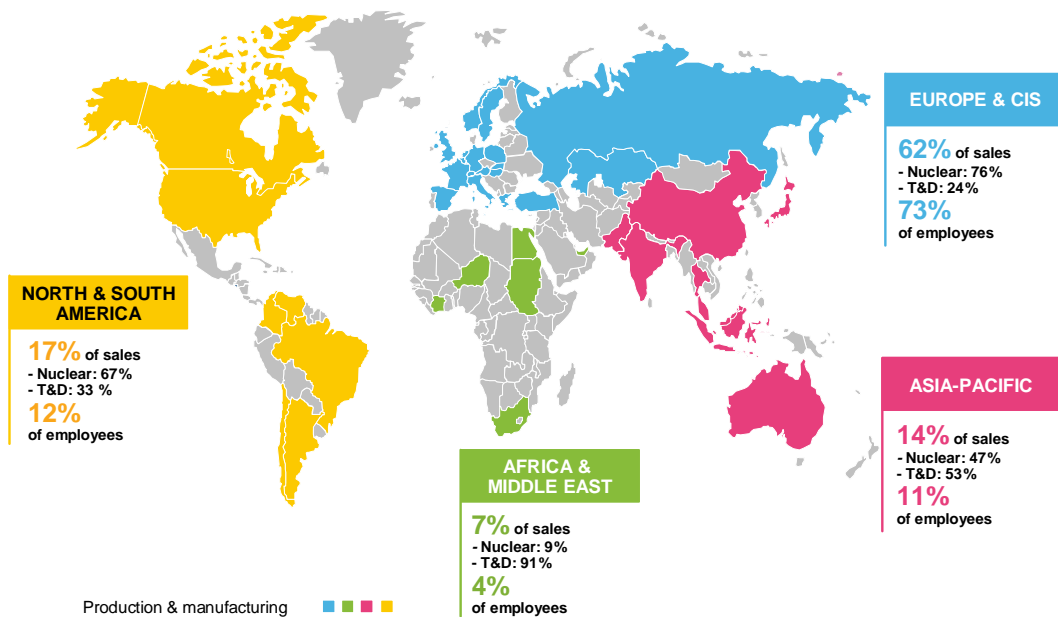 EUROPE & CIS
62% of sales
- Nuclear: 76%
- T&D: 24%
73%
of employees
NORTH & SOUTH
AMERICA
17% of sales
- Nuclear: 67%
- T&D: 33 %
12%
of employees
ASIA-PACIFIC
14% of sales
- Nuclear: 47%
- T&D: 53%
11%
of employees
AFRICA &
MIDDLE EAST
7% of sales
- Nuclear: 9%
- T&D: 91%
4%
of employees
Production & manufacturing